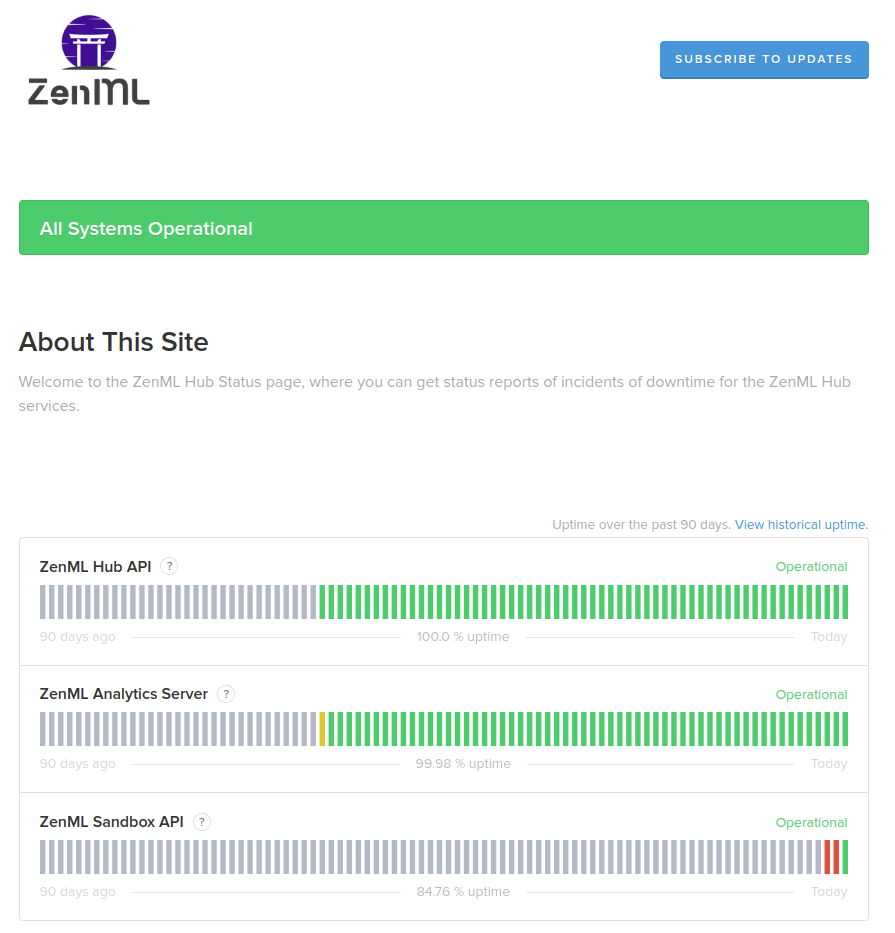 ZenML
SUBSCRIBE TO UPDATES
All Systems Operational
About This Site
Welcome to the ZenML Hub Status page, where you can get status reports of incidents of downtime for the ZenML Hub
services.
Uptime over the past 90 days. View historical uptime.
ZenML Hub API ? Operational
90 days ago 100.0 % uptime Today
ZenML Analytics Server ? Operational
90 days ago 99.98 % uptime Today
ZenML Sandbox API ? Operational
90 days ago 84.76 % uptime Today